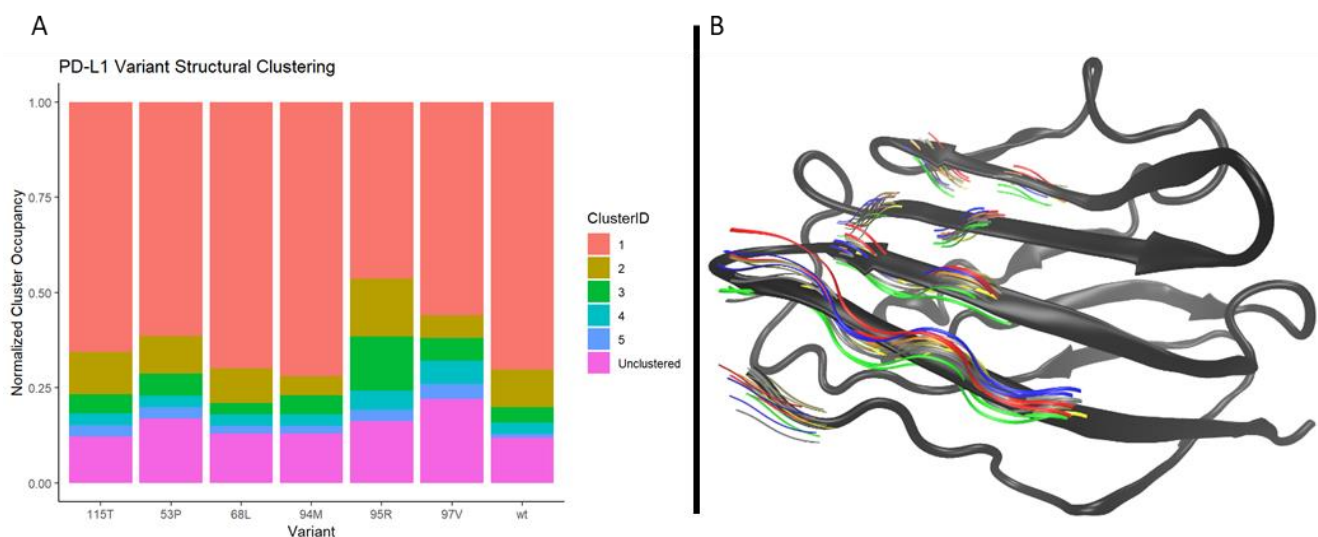 A
B
PD-L1 Variant Structural Clustering
1.00
0.75
0.50
0.25
0.00
Normalized Cluster Occupancy
115T 53P 68L 94M 95R 97V wt
Variant
ClusterID
1
2
3
4
5
Unclustered